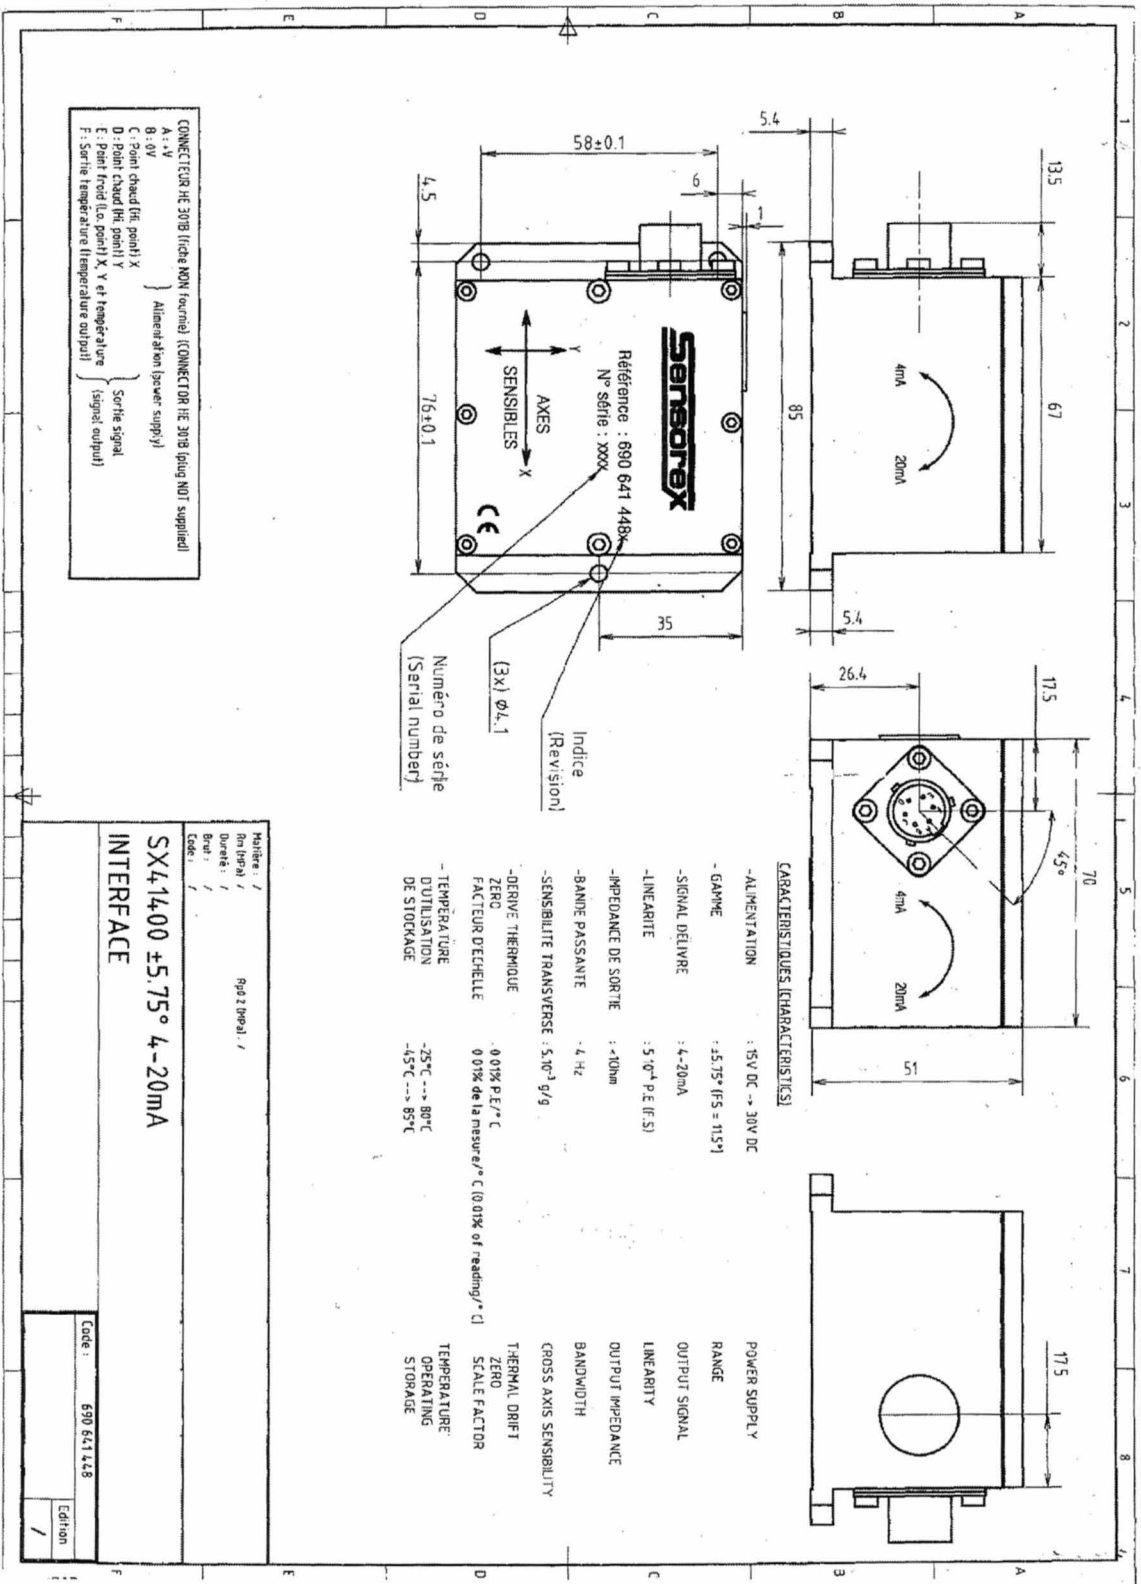 1
2
3
4
5
6
7
8
A
A
B
B
C
C
D
D
E
E
F
F
13.5
67
5.4
5.4
4mA
20mA
85
17.5
26.4
70
45°
4mA
20mA
51
17.5
58±0.1
6
1
4.5
76±0.1
35
Sensorex
Référence : 690 641 448x
N° série : xxxx
AXES
SENSIBLES
X
Y
CE
Indice
(Revision)
(3x) Ø4.1
Numéro de série
(Serial number)
CARACTERISTIQUES (CHARACTERISTICS)
-ALIMENTATION : 15V DC -> 30V DC POWER SUPPLY
- GAMME : ±5.75° (FS = 11.5°) RANGE
-SIGNAL DELIVRE : 4-20mA OUTPUT SIGNAL
-LINEARITE : 5 10⁻⁴ P.E (F.S) LINEARITY
-IMPEDANCE DE SORTIE : <10hm OUTPUT IMPEDANCE
-BANDE PASSANTE : 4 Hz BANDWIDTH
-SENSIBILITE TRANSVERSE : 5.10⁻³ g/g CROSS AXIS SENSIBILITY
-DERIVE THERMIQUE THERMAL DRIFT
ZERO : 0.01% P.E/°C ZERO
FACTEUR D'ECHELLE 0.01% de la mesure/°C (0.01% of reading/°C) SCALE FACTOR
- TEMPERATURE TEMPERATURE
D'UTILISATION -25°C --> 80°C OPERATING
DE STOCKAGE -45°C --> 85°C STORAGE
CONNECTEUR HE 301B (fiche NON fournie) (CONNECTOR HE 301B (plug NOT supplied)
A : +V
B : 0V
} Alimentation (power supply)
C : Point chaud (Hi. point) X
D : Point chaud (Hi. point) Y
E : Point froid (Lo. point) X, Y et température
F : Sortie température (temperature output)
} Sortie signal
(signal output)
Matière : /
Rm (MPa) / Rp0 2 (MPa) : /
Dureté : /
Brut : /
Code : /
SX41400 ±5.75° 4-20mA
INTERFACE
Code : 690 641 448
Edition
/